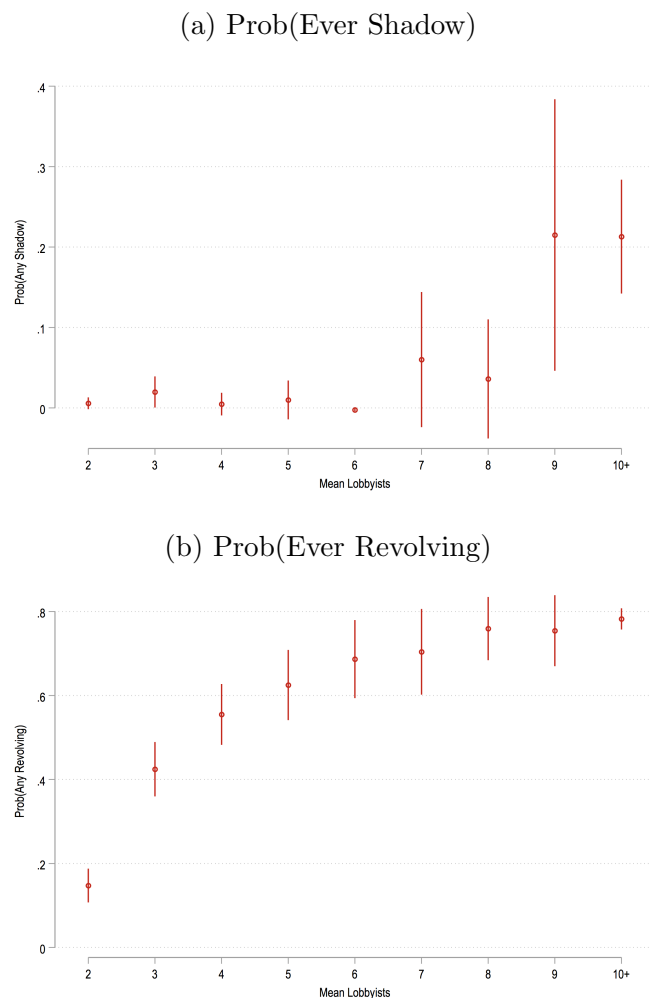 (a) Prob(Ever Shadow)
.4
.3
.2
.1
0
Prob(Any Shadow)
2 3 4 5 6 7 8 9 10+
Mean Lobbyists
(b) Prob(Ever Revolving)
.8
.6
.4
.2
0
Prob(Any Revolving)
2 3 4 5 6 7 8 9 10+
Mean Lobbyists